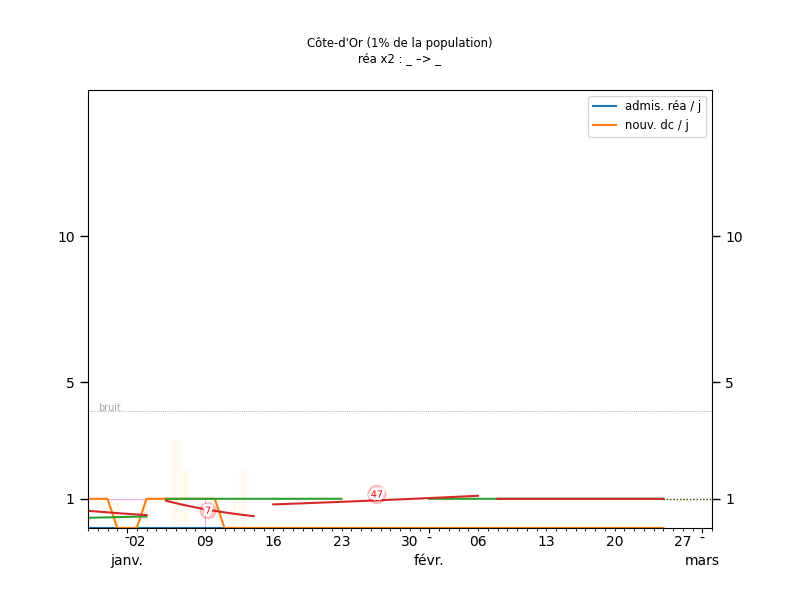 Côte-d'Or (1% de la population)
réa x2 : _ –> _
admis. réa / j
nouv. dc / j
10 10
5 5
bruit
1 1
47
7
- 02 09 16 23 30 - 06 13 20 27 -
janv. févr. mars